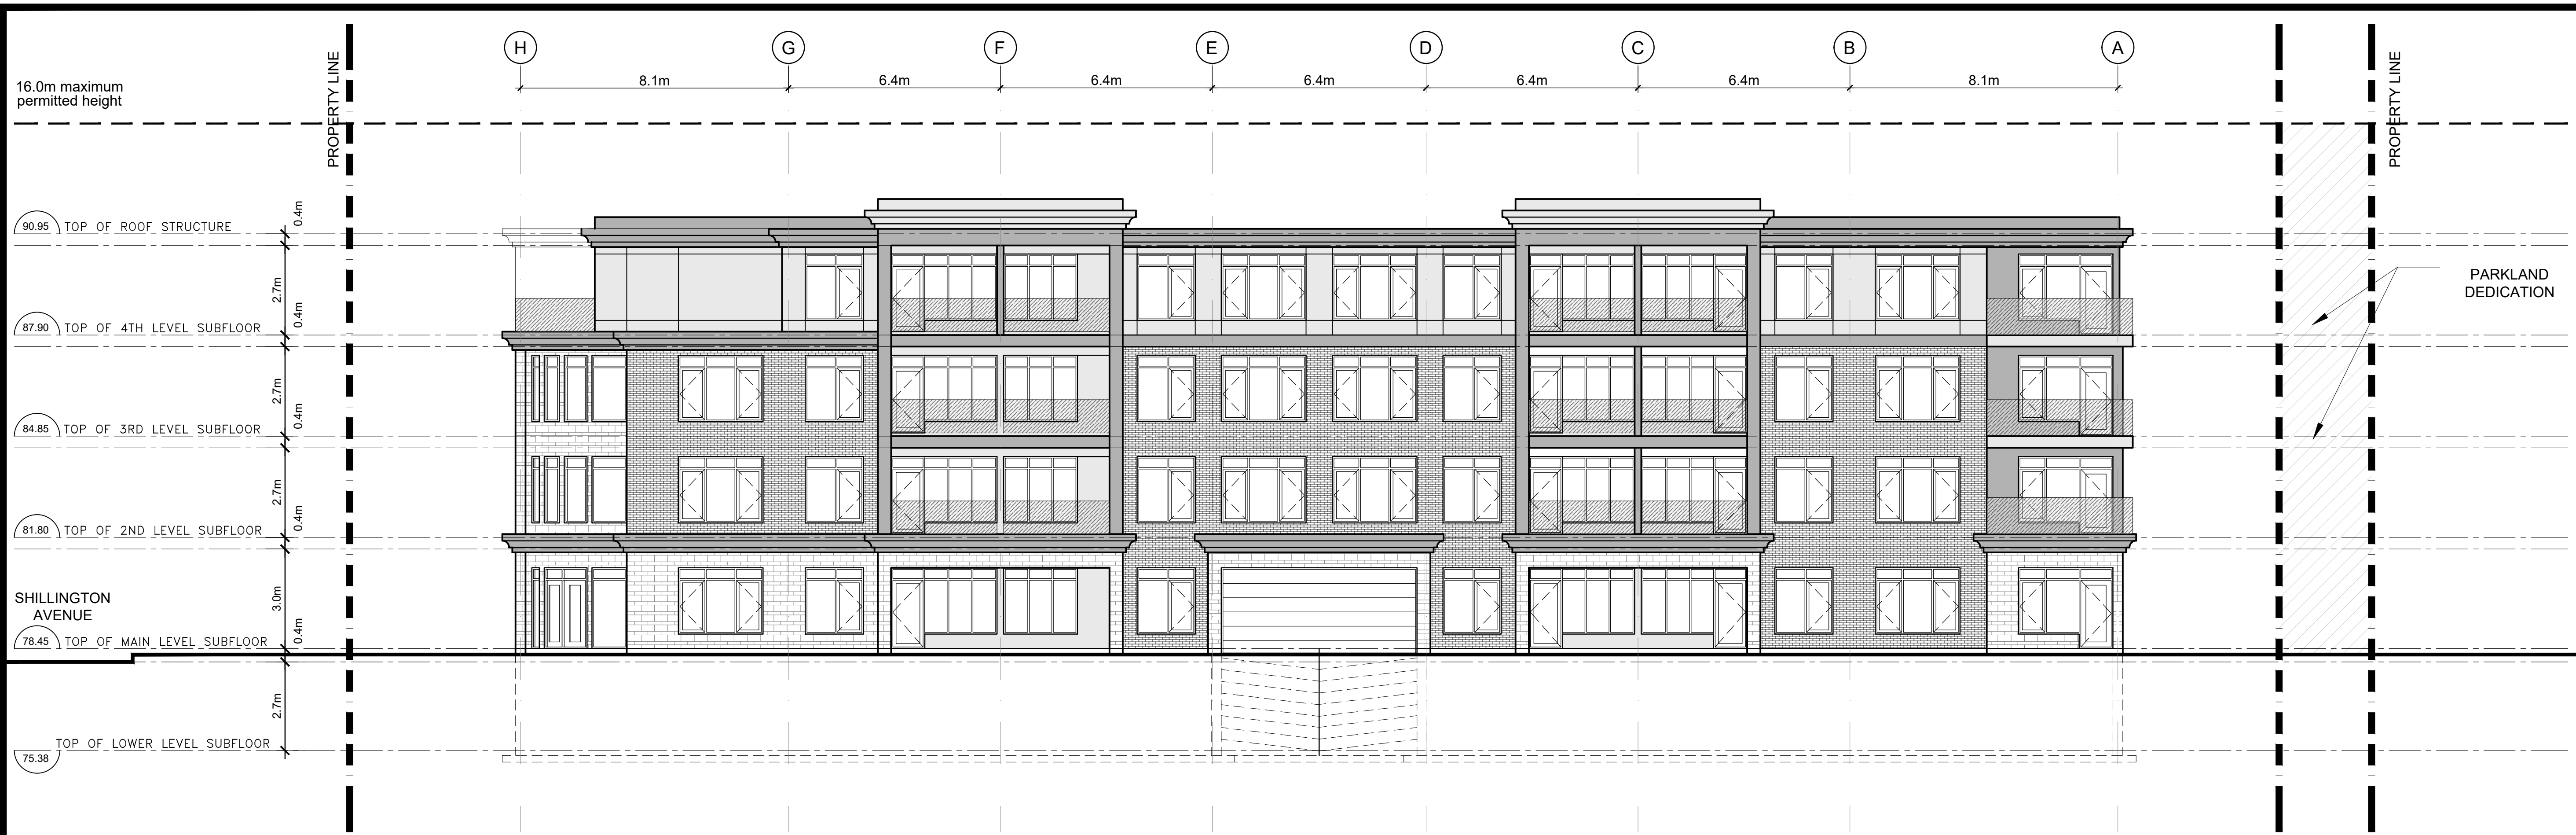 H
G
F
E
D
C
B
A
8.1m
6.4m
6.4m
6.4m
6.4m
6.4m
8.1m
16.0m maximum
permitted height
PROPERTY LINE
PROPERTY LINE
90.95 TOP OF ROOF STRUCTURE
0.4m
2.7m
0.4m
87.90 TOP OF 4TH LEVEL SUBFLOOR
2.7m
0.4m
84.85 TOP OF 3RD LEVEL SUBFLOOR
2.7m
0.4m
81.80 TOP OF 2ND LEVEL SUBFLOOR
3.0m
0.4m
SHILLINGTON
AVENUE
78.45 TOP OF MAIN LEVEL SUBFLOOR
2.7m
TOP OF LOWER LEVEL SUBFLOOR
75.38
PARKLAND
DEDICATION